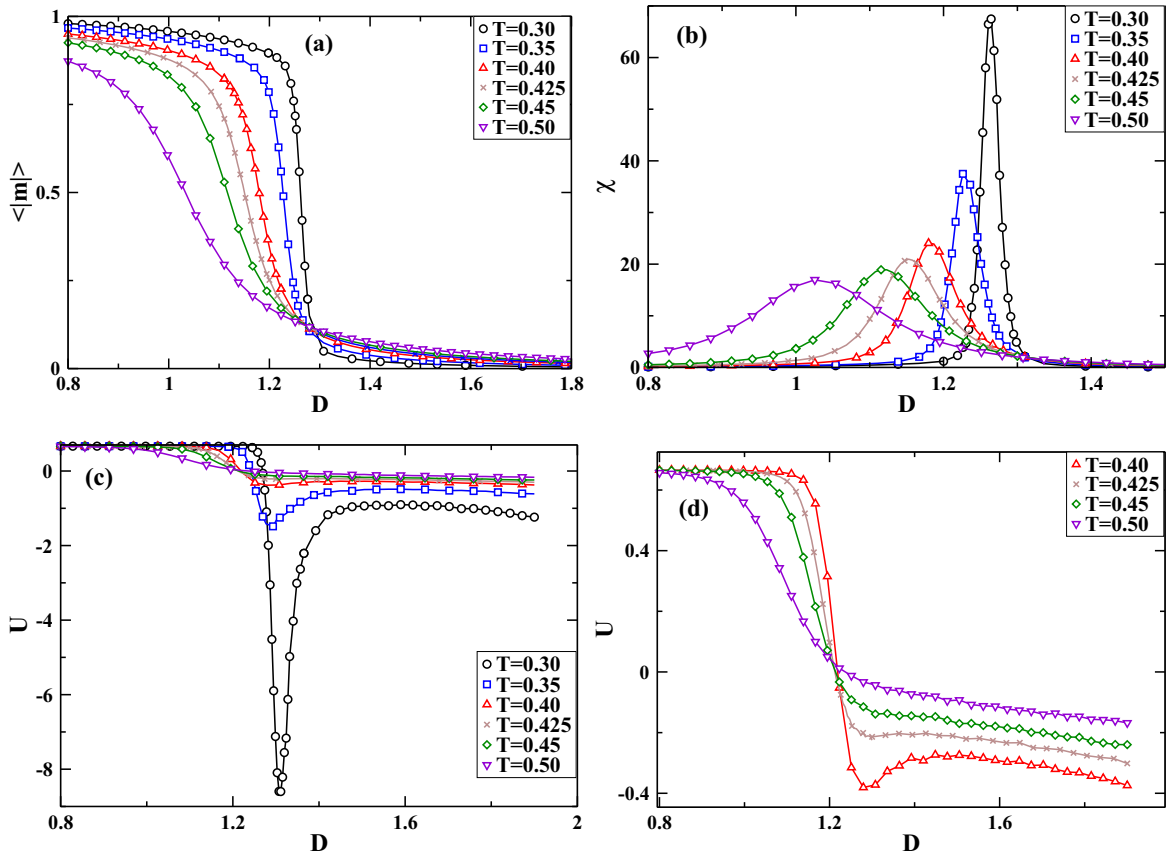 (a)
T=0.30
T=0.35
T=0.40
T=0.425
T=0.45
T=0.50
1
0.5
0
<|m|>
0.8 1 1.2 1.4 1.6 1.8
D
(b)
T=0.30
T=0.35
T=0.40
T=0.425
T=0.45
T=0.50
60
40
20
0
χ
0.8 1 1.2 1.4
D
(c)
T=0.30
T=0.35
T=0.40
T=0.425
T=0.45
T=0.50
0
-2
-4
-6
-8
U
0.8 1.2 1.6 2
D
(d)
T=0.40
T=0.425
T=0.45
T=0.50
0.4
0
-0.4
U
0.8 1.2 1.6
D